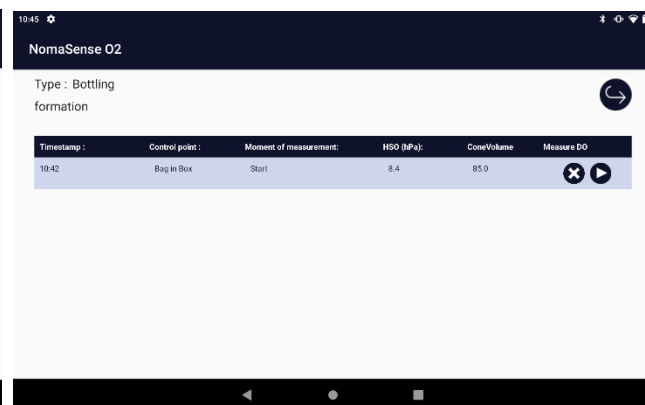 10:45
NomaSense O2
Type : Bottling
formation
Timestamp : Control point : Moment of measurement: HSO (hPa): ConeVolume Measure DO
10:42 Bag in Box Start 8.4 85.0